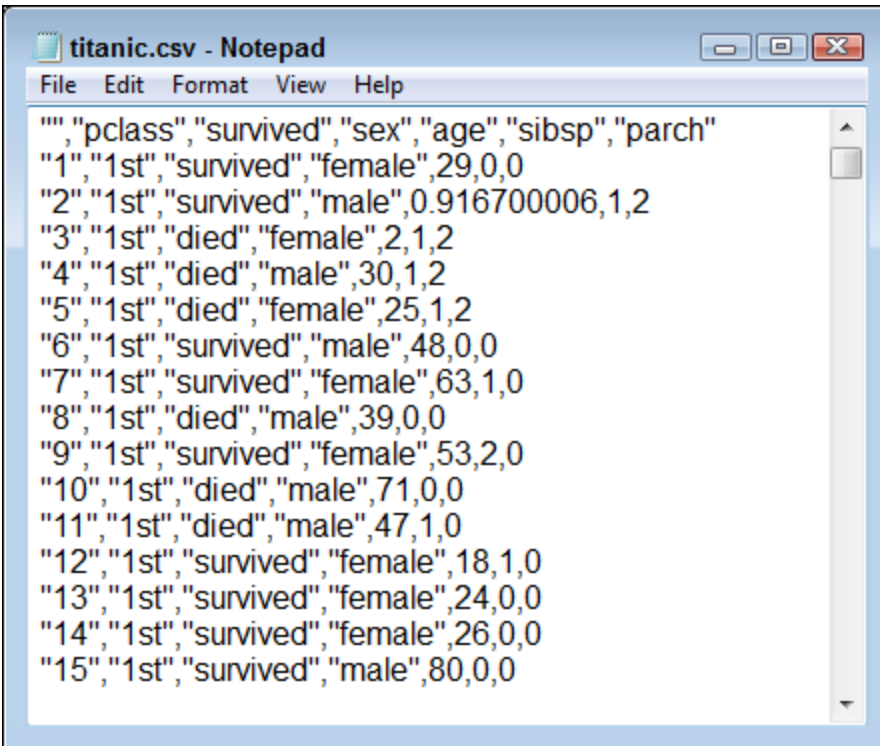 titanic.csv - Notepad
File Edit Format View Help
"","pclass","survived","sex","age","sibsp","parch"
"1","1st","survived","female",29,0,0
"2","1st","survived","male",0.916700006,1,2
"3","1st","died","female",2,1,2
"4","1st","died","male",30,1,2
"5","1st","died","female",25,1,2
"6","1st","survived","male",48,0,0
"7","1st","survived","female",63,1,0
"8","1st","died","male",39,0,0
"9","1st","survived","female",53,2,0
"10","1st","died","male",71,0,0
"11","1st","died","male",47,1,0
"12","1st","survived","female",18,1,0
"13","1st","survived","female",24,0,0
"14","1st","survived","female",26,0,0
"15","1st","survived","male",80,0,0